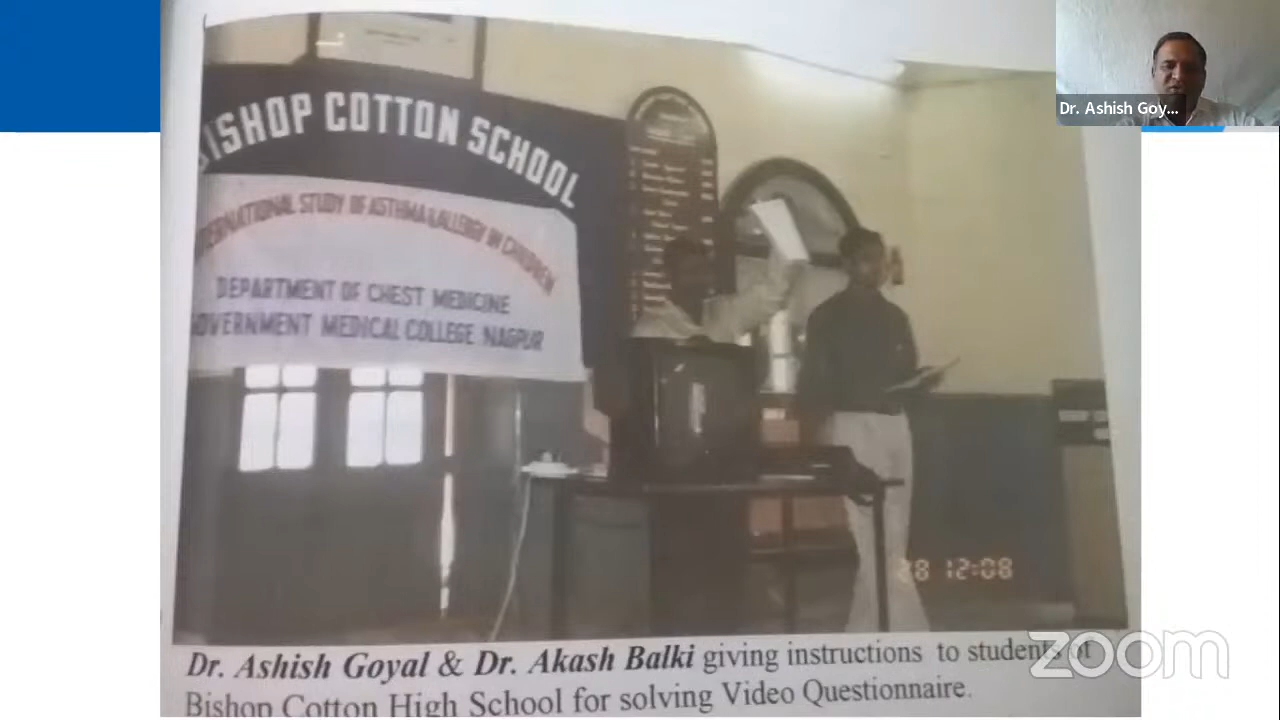 Dr. Ashish Goy...
BISHOP COTTON SCHOOL
INTERNATIONAL STUDY OF ASTHMA & ALLERGY IN CHILDREN
DEPARTMENT OF CHEST MEDICINE
GOVERNMENT MEDICAL COLLEGE NAGPUR
28 12:08
Dr. Ashish Goyal & Dr. Akash Balki giving instructions to students of
Bishop Cotton High School for solving Video Questionnaire.
zoom